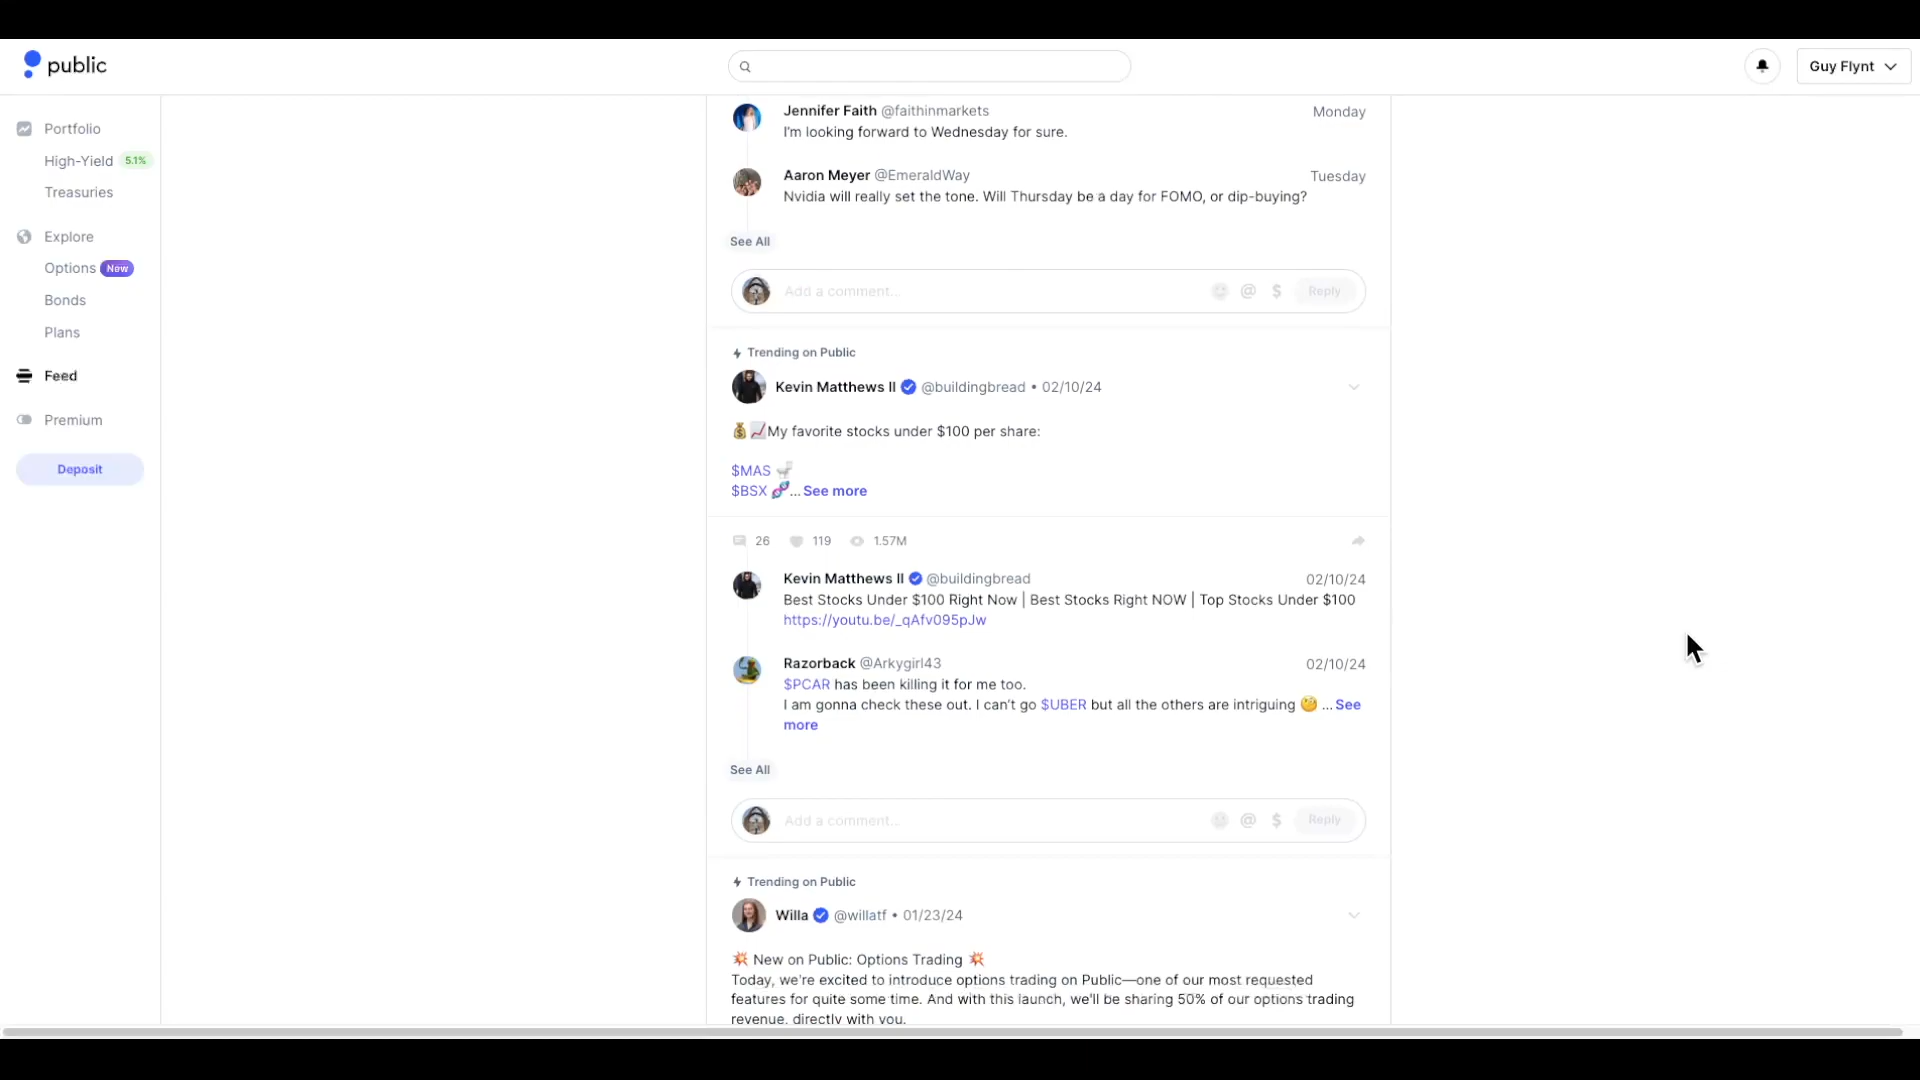 public
Guy Flynt
Portfolio
High-Yield 5.1%
Treasuries
Explore
Options New
Bonds
Plans
Feed
Premium
Deposit
Jennifer Faith @faithinmarkets Monday
I'm looking forward to Wednesday for sure.
Aaron Meyer @EmeraldWay Tuesday
Nvidia will really set the tone. Will Thursday be a day for FOMO, or dip-buying?
See All
Add a comment... @ $ Reply
Trending on Public
Kevin Matthews II @buildingbread • 02/10/24
💰📈My favorite stocks under $100 per share:
$MAS 🚽
$BSX 🧬... See more
26 119 1.57M
Kevin Matthews II @buildingbread 02/10/24
Best Stocks Under $100 Right Now | Best Stocks Right NOW | Top Stocks Under $100
https://youtu.be/_qAfv095pJw
Razorback @Arkygirl43 02/10/24
$PCAR has been killing it for me too.
I am gonna check these out. I can't go $UBER but all the others are intriguing 🧐 ... See
more
See All
Add a comment... @ $ Reply
Trending on Public
Willa @willatf • 01/23/24
💥 New on Public: Options Trading 💥
Today, we're excited to introduce options trading on Public—one of our most requested
features for quite some time. And with this launch, we'll be sharing 50% of our options trading
revenue, directly with you.